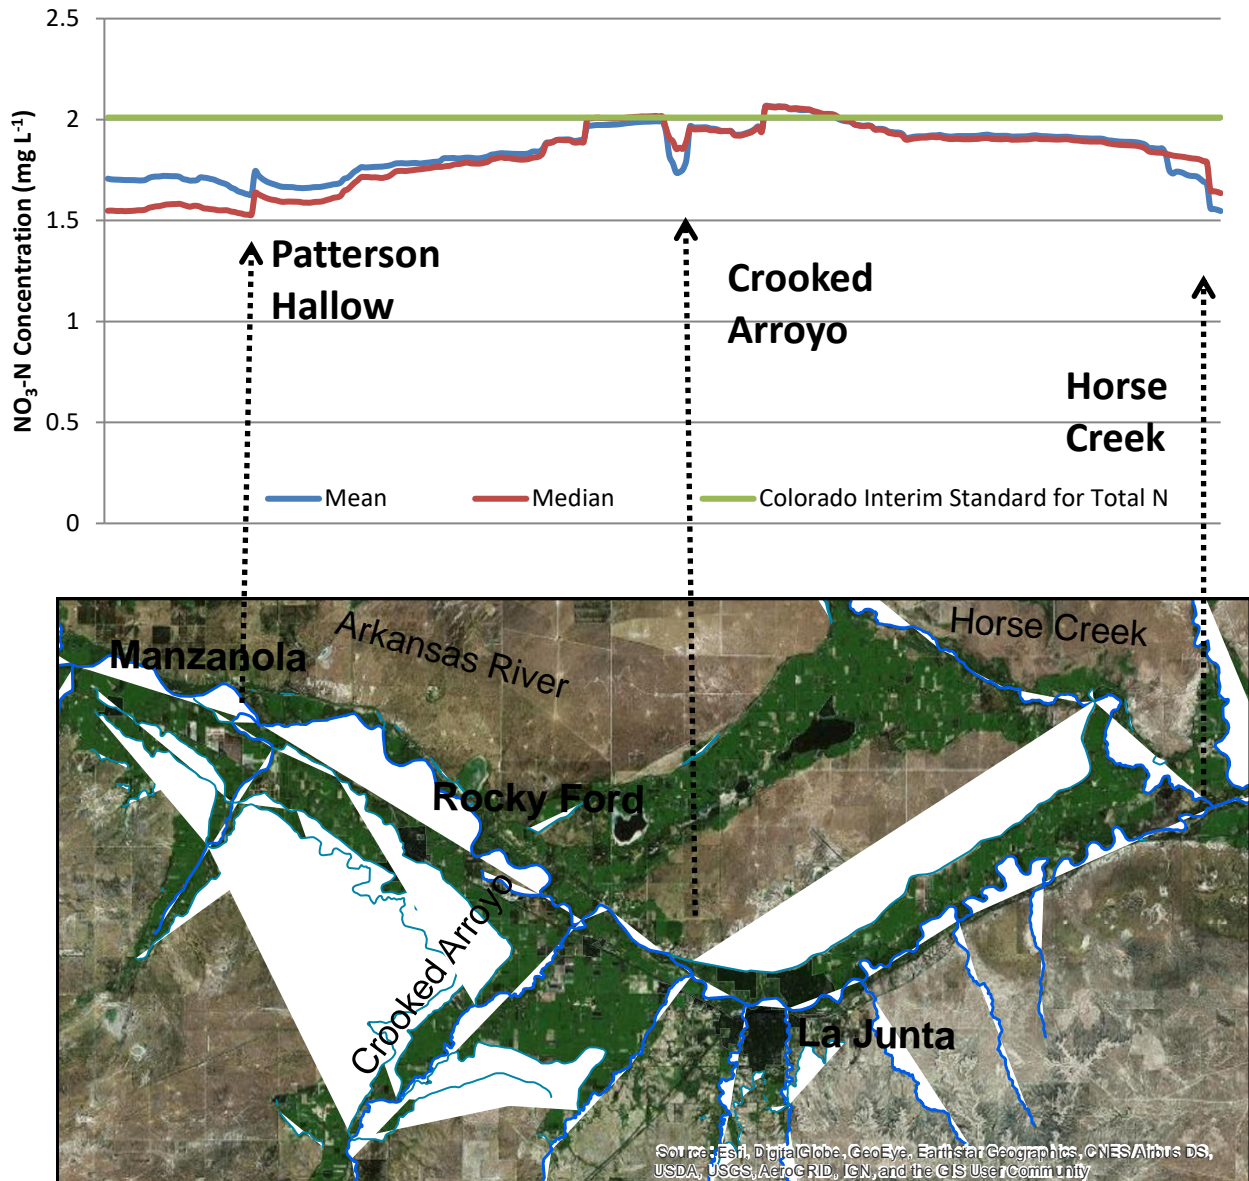 2.5
2
1.5
1
0.5
0
NO₃-N Concentration (mg L⁻¹)
Patterson
Hallow
Crooked
Arroyo
Horse
Creek
Mean
Median
Colorado Interim Standard for Total N
Manzanola
Arkansas River
Horse Creek
Rocky Ford
Crooked Arroyo
La Junta
Source: Esri, DigitalGlobe, GeoEye, Earthstar Geographics, CNES/Airbus DS,
USDA, USGS, AeroGRID, IGN, and the GIS User Community